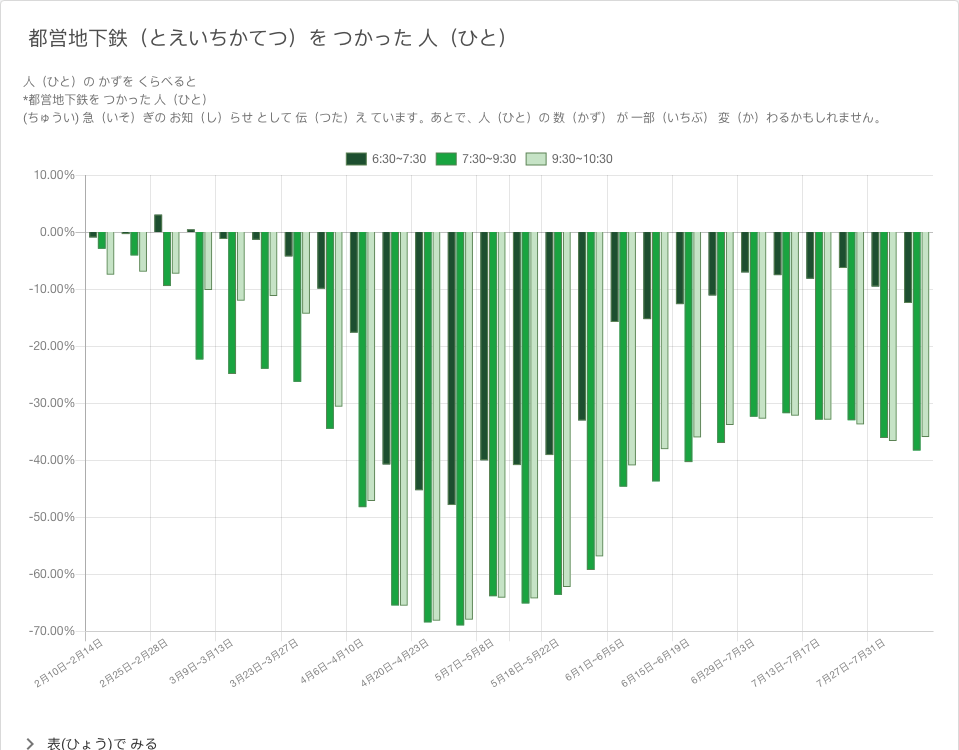 都営地下鉄（とえいちかてつ）を つかった 人（ひと）
人（ひと）の かずを くらべると
*都営地下鉄を つかった 人（ひと）
(ちゅうい) 急（いそ）ぎの お知（し）らせ として 伝（つた）え ています。あとで、人（ひと）の 数（かず） が 一部（いちぶ） 変（か）わるかもしれません。
6:30~7:30 7:30~9:30 9:30~10:30
10.00%
0.00%
-10.00%
-20.00%
-30.00%
-40.00%
-50.00%
-60.00%
-70.00%
2月10日~2月14日 2月25日~2月28日 3月9日~3月13日 3月23日~3月27日 4月6日~4月10日 4月20日~4月23日 5月7日~5月8日 5月18日~5月22日 6月1日~6月5日 6月15日~6月19日 6月29日~7月3日 7月13日~7月17日 7月27日~7月31日
表(ひょう)で みる